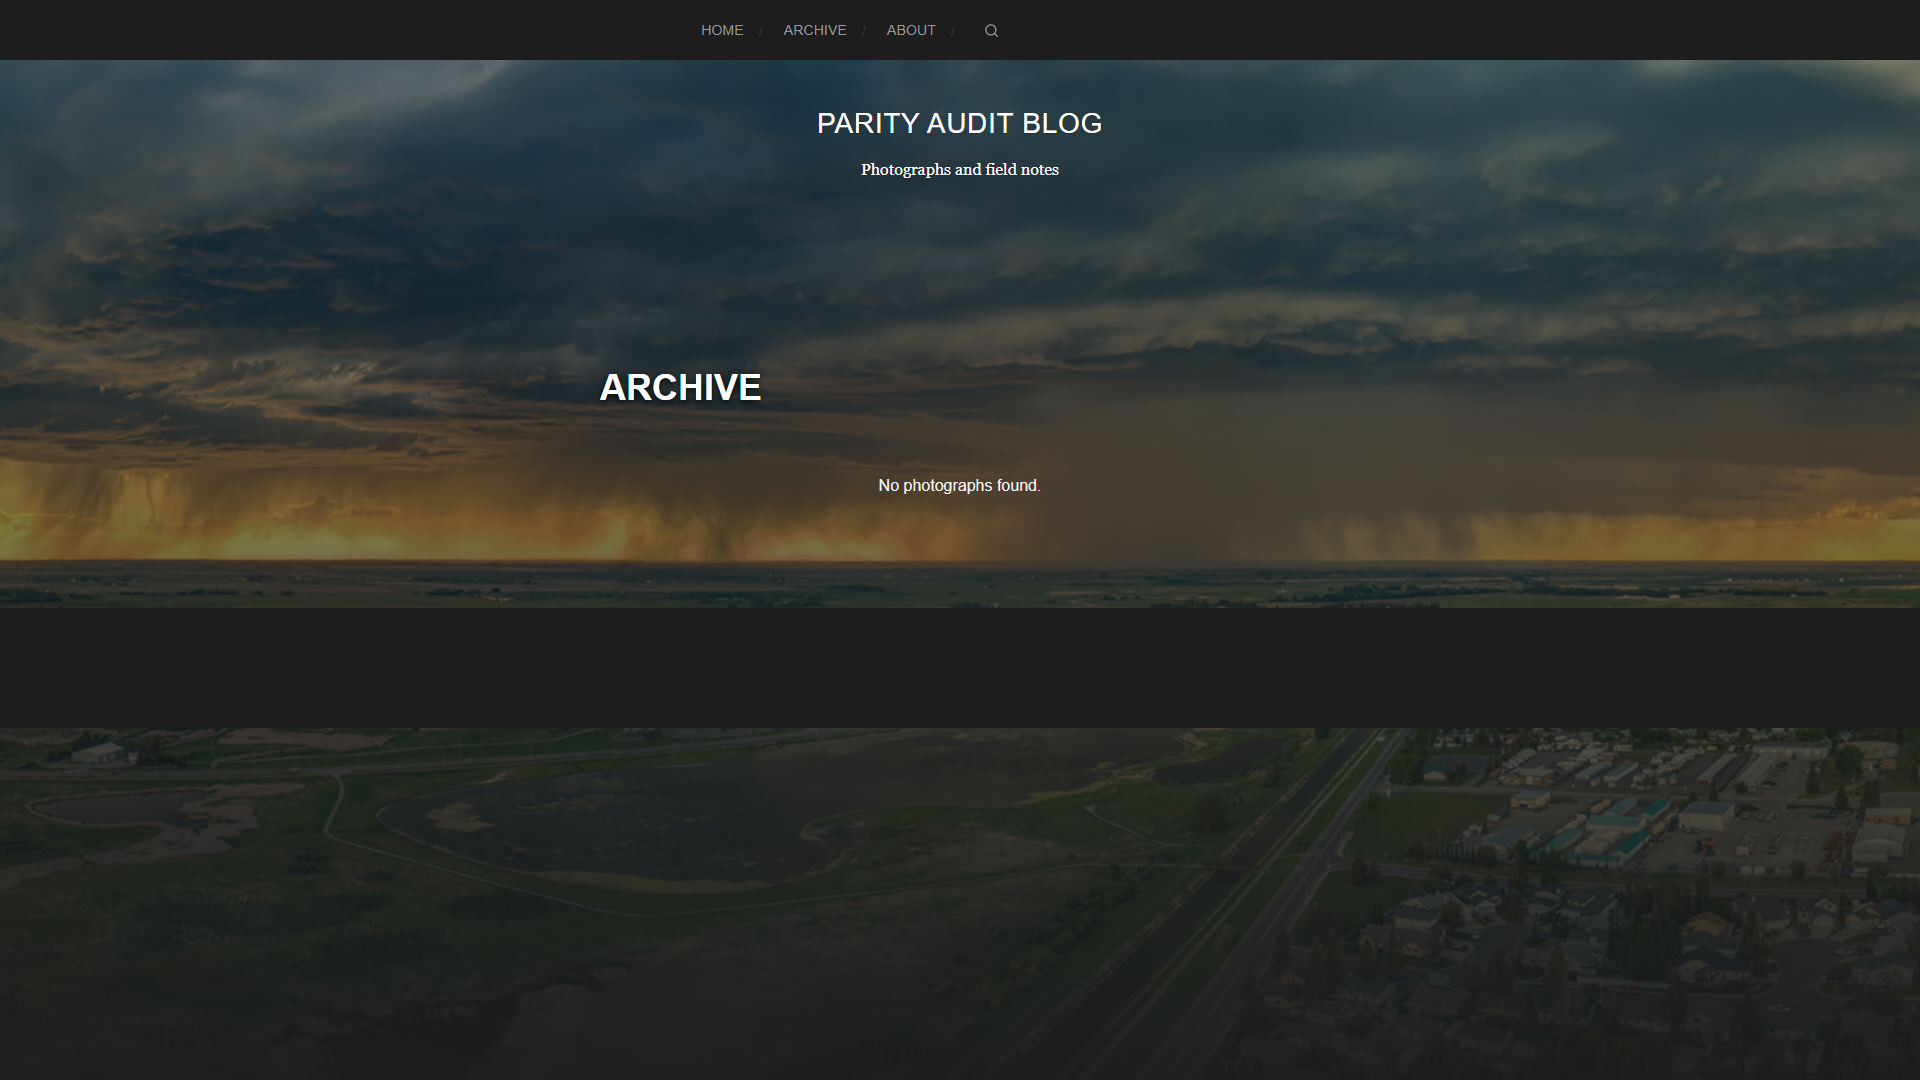 HOME / ARCHIVE / ABOUT /
PARITY AUDIT BLOG
Photographs and field notes
ARCHIVE
No photographs found.